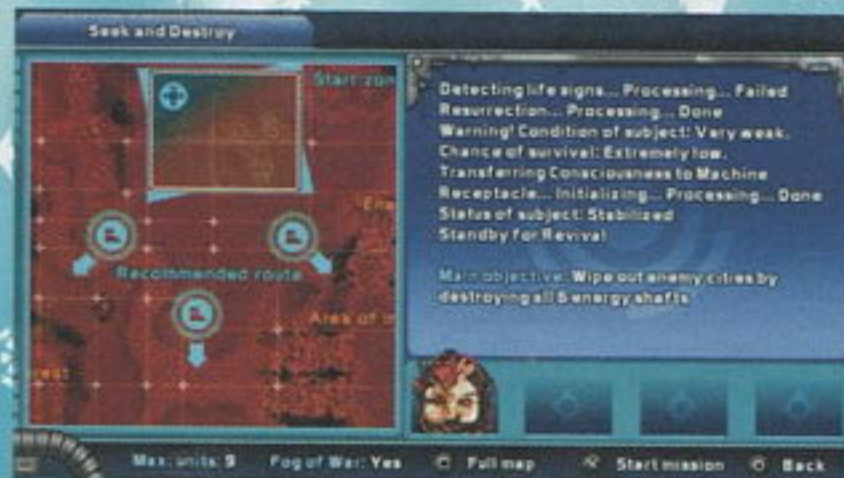 Seek and Destroy
Start zon
Recommended route
Area of
Detecting life signs... Processing... Failed
Resurrection... Processing... Done
Warning! Condition of subject: Very weak.
Chance of survival: Extremely low.
Transferring Consciousness to Machine
Receptacle... Initializing... Processing... Done
Status of subject: Stabilized
Standby for Revival
Main objective: Wipe out enemy cities by
destroying all energy shafts
Max. units: 9 Fog of War: Yes Full map Start mission Back